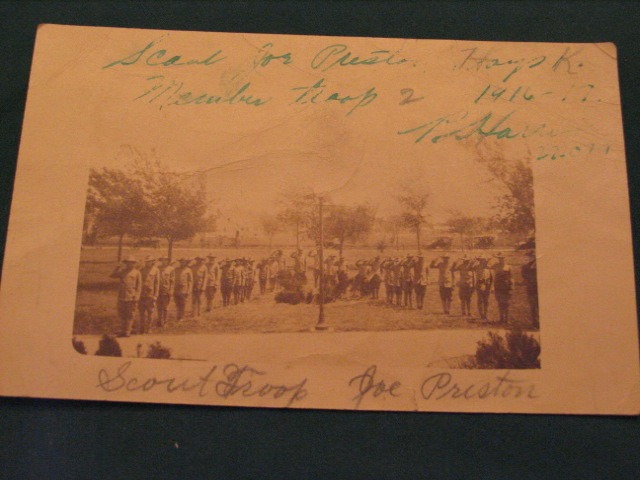 Scout Joe Preston Hays K.
Member Troop 2 1916-17.
Scout Troop Joe Preston